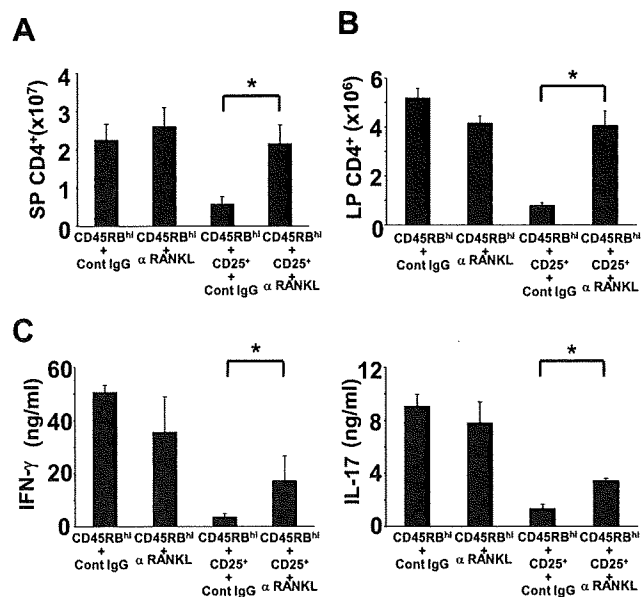 A
SP CD4⁺(x10⁷)
4
3
2
1
0
*
CD45RBʰⁱ + Cont IgG
CD45RBʰⁱ + α RANKL
CD45RBʰⁱ + CD25⁺ + Cont IgG
CD45RBʰⁱ + CD25⁺ + α RANKL
B
LP CD4⁺ (x10⁶)
6
4
2
0
*
CD45RBʰⁱ + Cont IgG
CD45RBʰⁱ + α RANKL
CD45RBʰⁱ + CD25⁺ + Cont IgG
CD45RBʰⁱ + CD25⁺ + α RANKL
C
IFN-γ (ng/ml)
60
40
20
0
*
CD45RBʰⁱ + Cont IgG
CD45RBʰⁱ + α RANKL
CD45RBʰⁱ + CD25⁺ + Cont IgG
CD45RBʰⁱ + CD25⁺ + α RANKL
IL-17 (ng/ml)
12
8
4
0
*
CD45RBʰⁱ + Cont IgG
CD45RBʰⁱ + α RANKL
CD45RBʰⁱ + CD25⁺ + Cont IgG
CD45RBʰⁱ + CD25⁺ + α RANKL